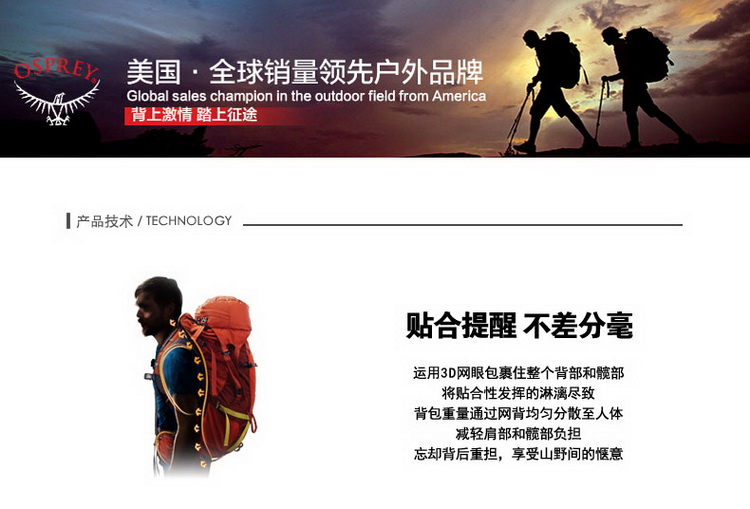 OSPREY
美国·全球销量领先户外品牌
Global sales champion in the outdoor field from America
背上激情 踏上征途
产品技术 / TECHNOLOGY
贴合提醒 不差分毫
运用3D网眼包裹住整个背部和髋部
将贴合性发挥的淋漓尽致
背包重量通过网背均匀分散至人体
减轻肩部和髋部负担
忘却背后重担，享受山野间的惬意